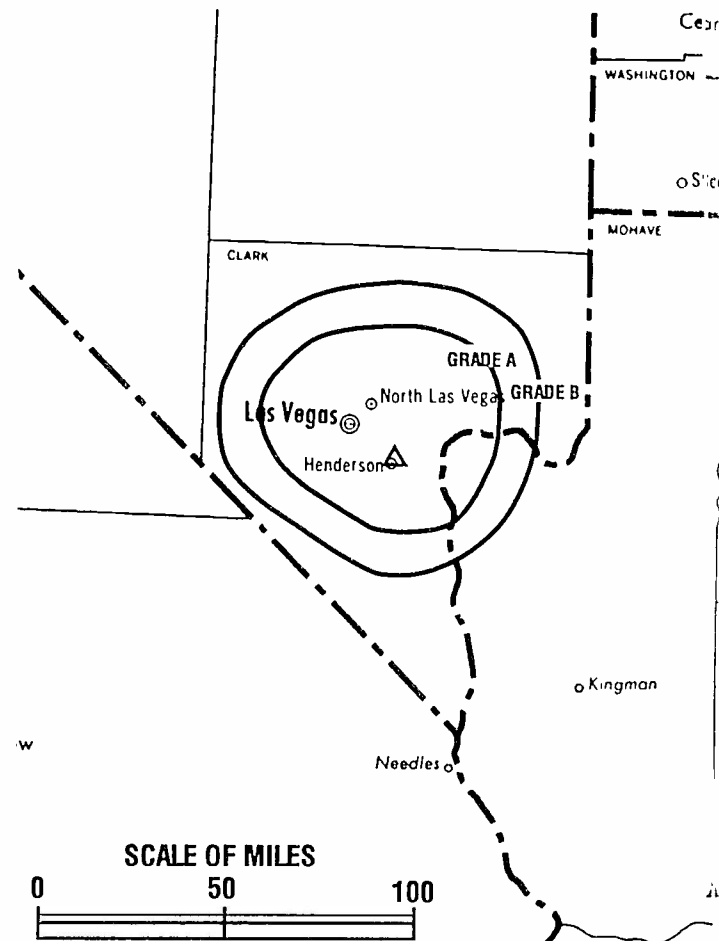 WASHINGTON
MOHAVE
CLARK
GRADE A
GRADE B
North Las Vegas
Las Vegas
Henderson
Kingman
Needles
SCALE OF MILES
0 50 100